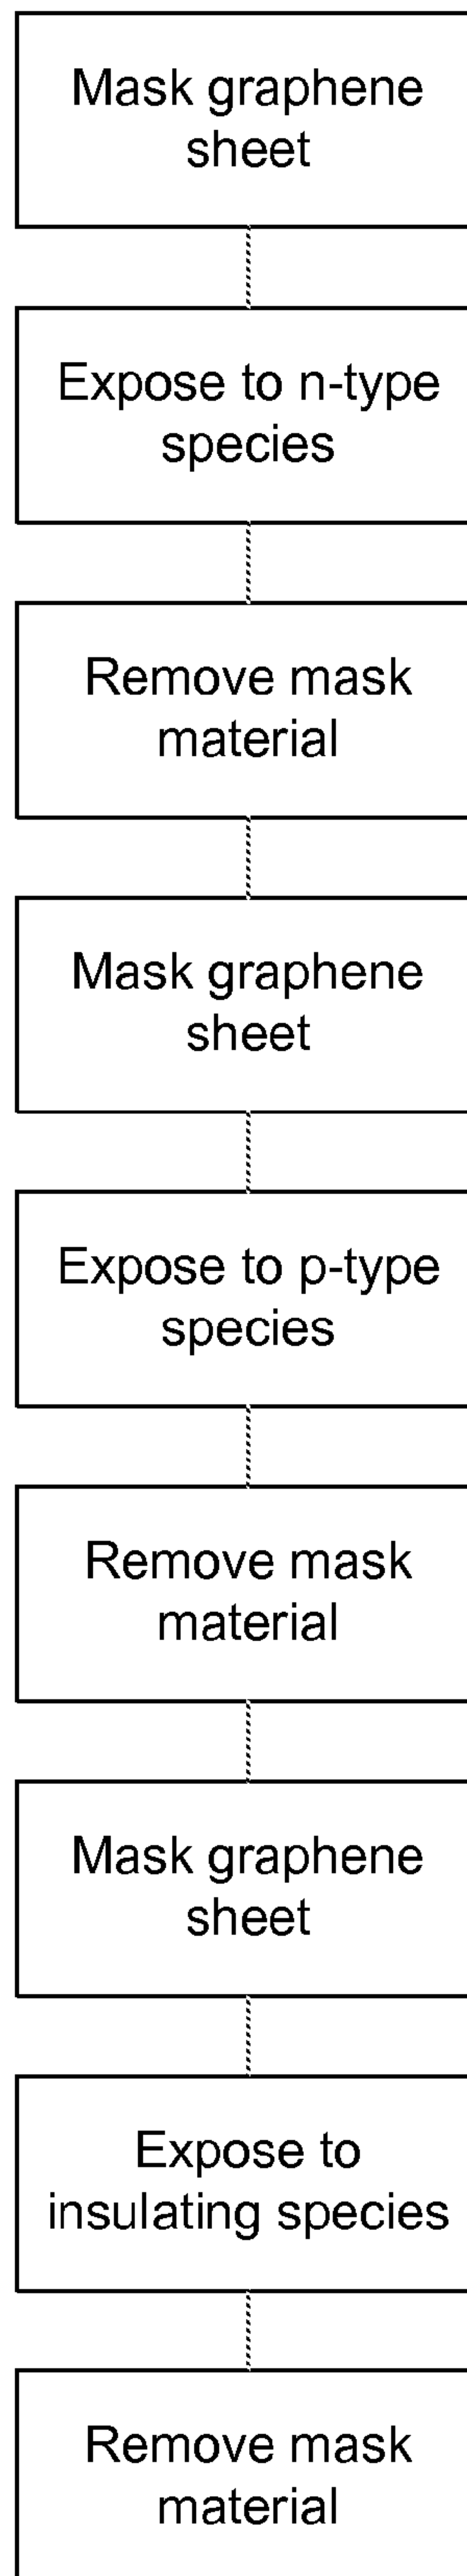 Mask graphene
sheet
Expose to n-type
species
Remove mask
material
Mask graphene
sheet
Expose to p-type
species
Remove mask
material
Mask graphene
sheet
Expose to
insulating species
Remove mask
material